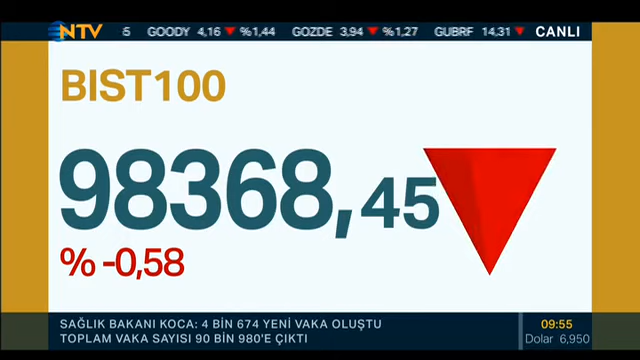 NTV
5 GOODY 4,16 %1,44 GOZDE 3,94 %1,27 GUBRF 14,31 CANLI
BIST100
98368,45
% -0,58
SAĞLIK BAKANI KOCA: 4 BİN 674 YENİ VAKA OLUŞTU
TOPLAM VAKA SAYISI 90 BİN 980'E ÇIKTI
09:55
Dolar 6,950